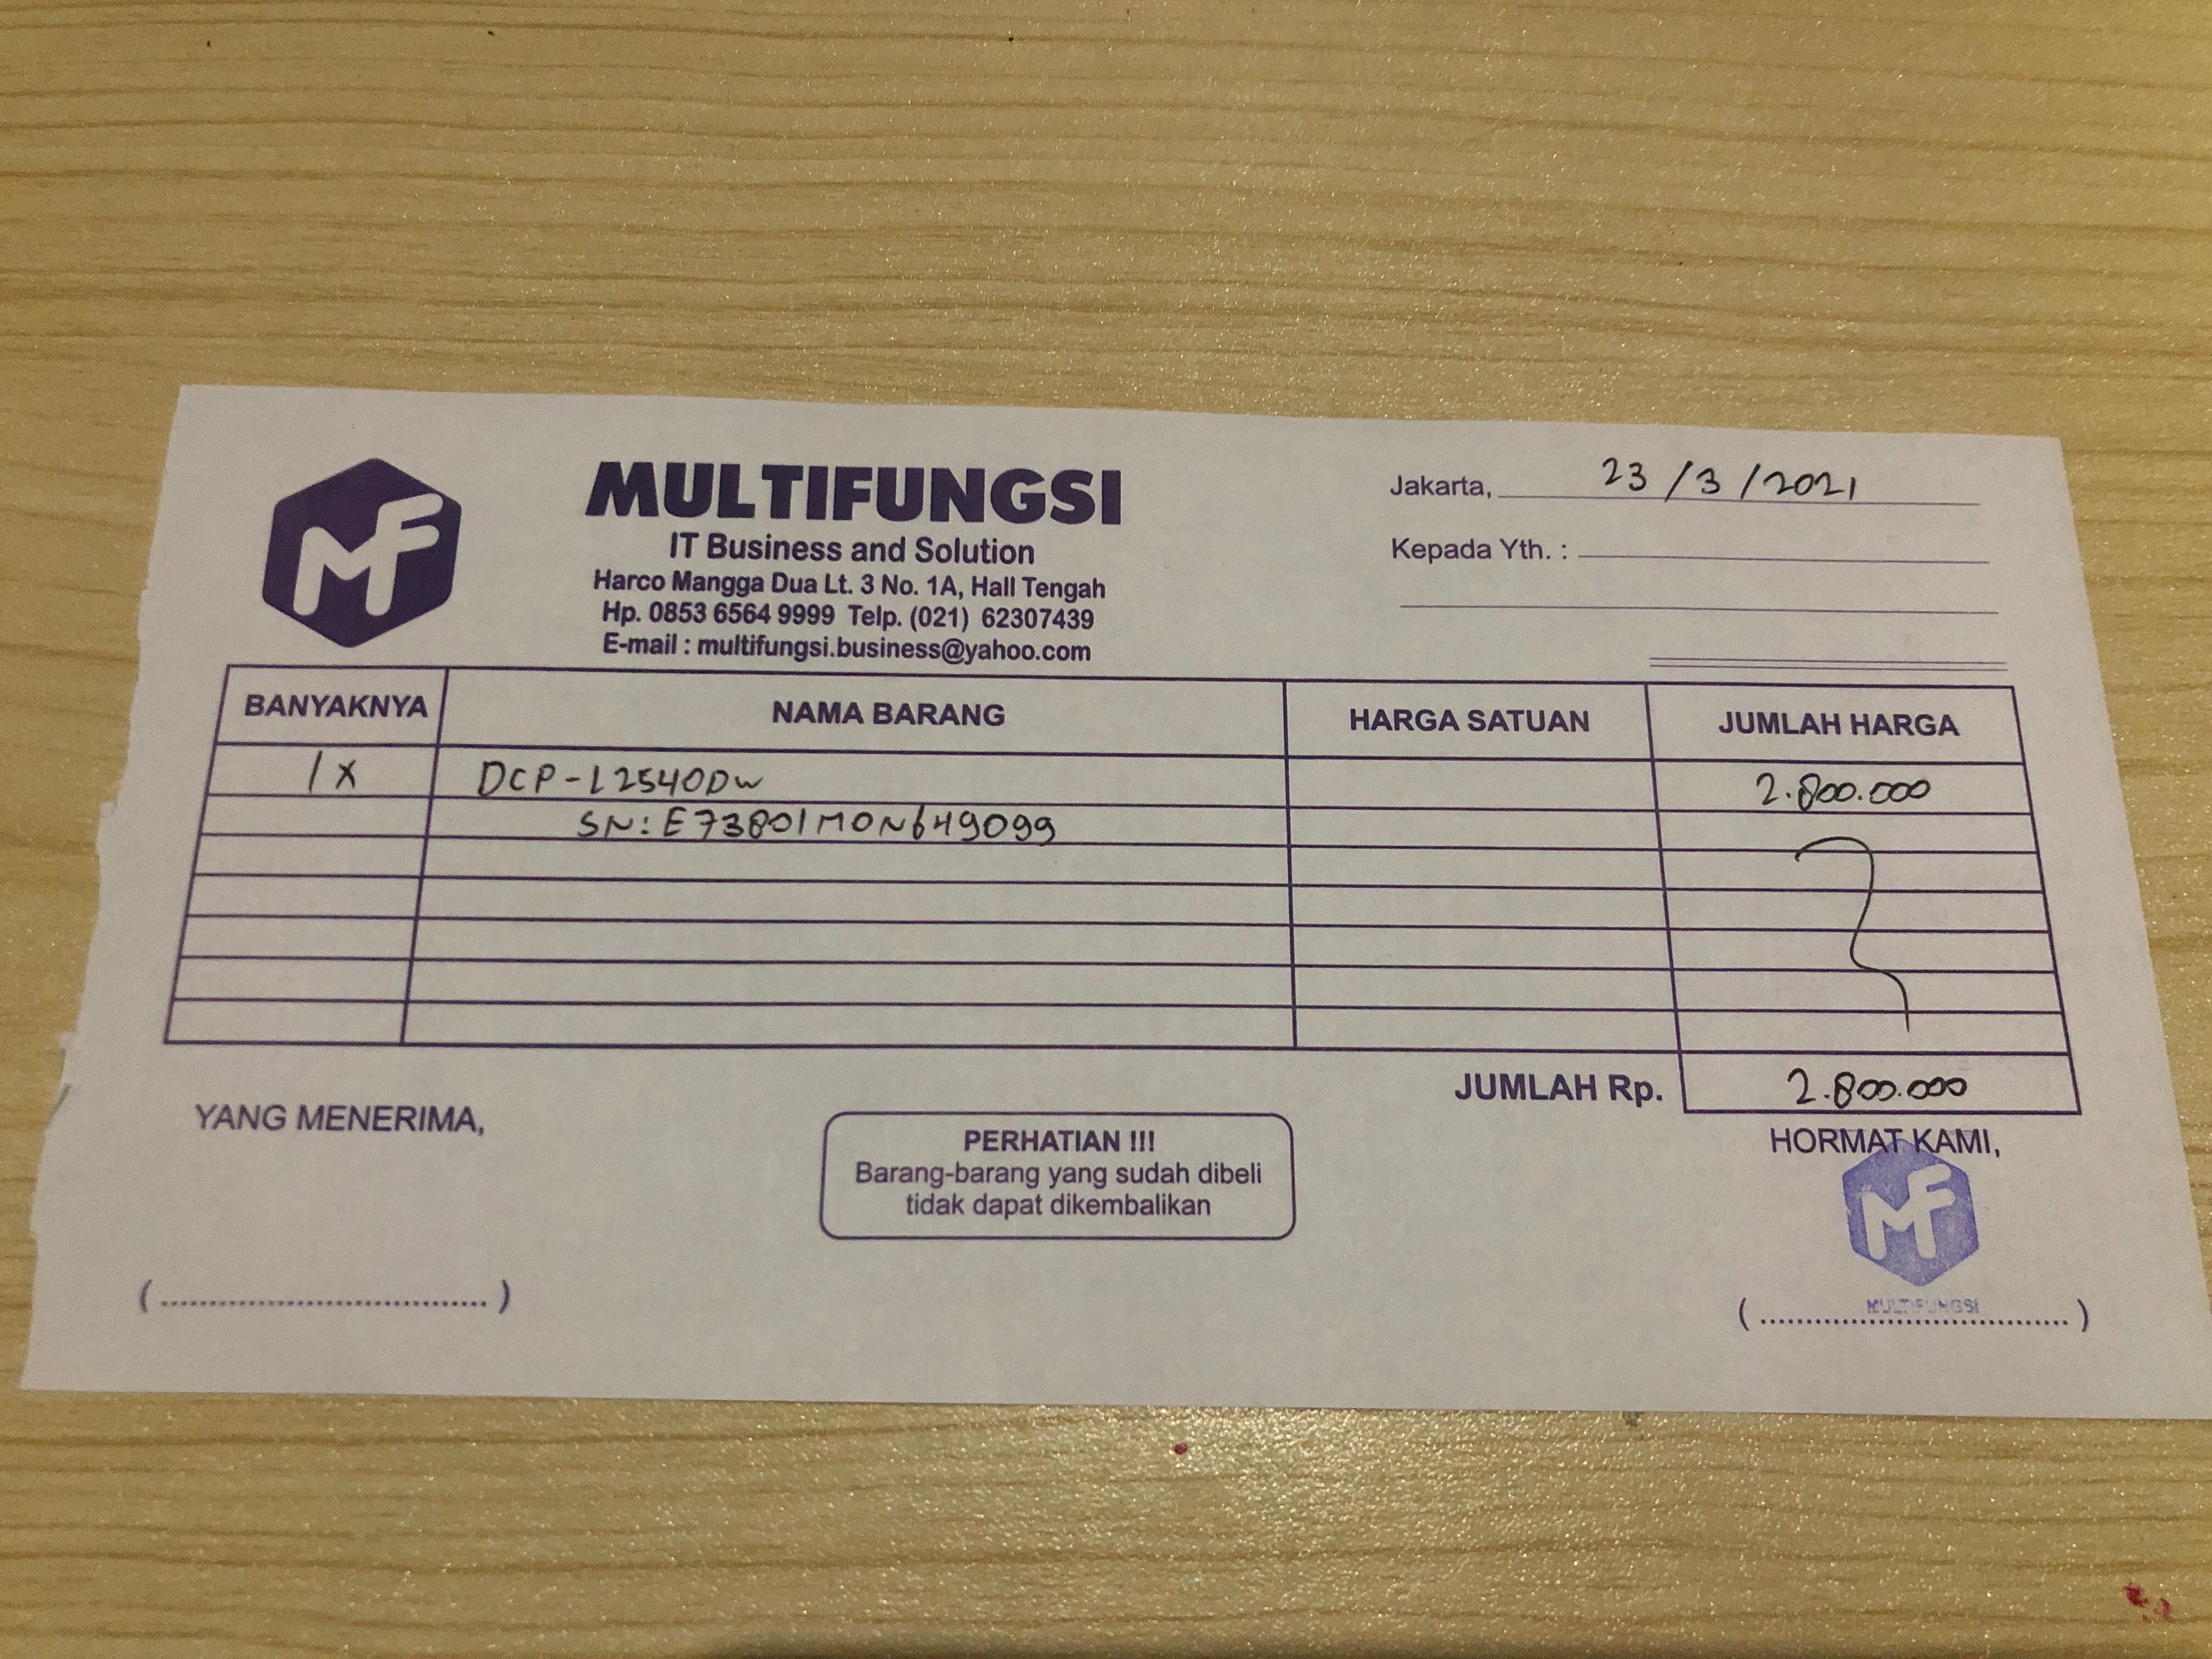 MF
MULTIFUNGSI
IT Business and Solution
Harco Mangga Dua Lt. 3 No. 1A, Hall Tengah
Hp. 0853 6564 9999 Telp. (021) 62307439
E-mail : multifungsi.business@yahoo.com
Jakarta, 23/3/2021
Kepada Yth. :
BANYAKNYA NAMA BARANG HARGA SATUAN JUMLAH HARGA
1 X DCP-L2540DW 2.800.000
SN: E73801M0N649099
JUMLAH Rp. 2.800.000
YANG MENERIMA,
PERHATIAN !!!
Barang-barang yang sudah dibeli
tidak dapat dikembalikan
HORMAT KAMI,
MF
MULTIFUNGSI
(................................) (................................)